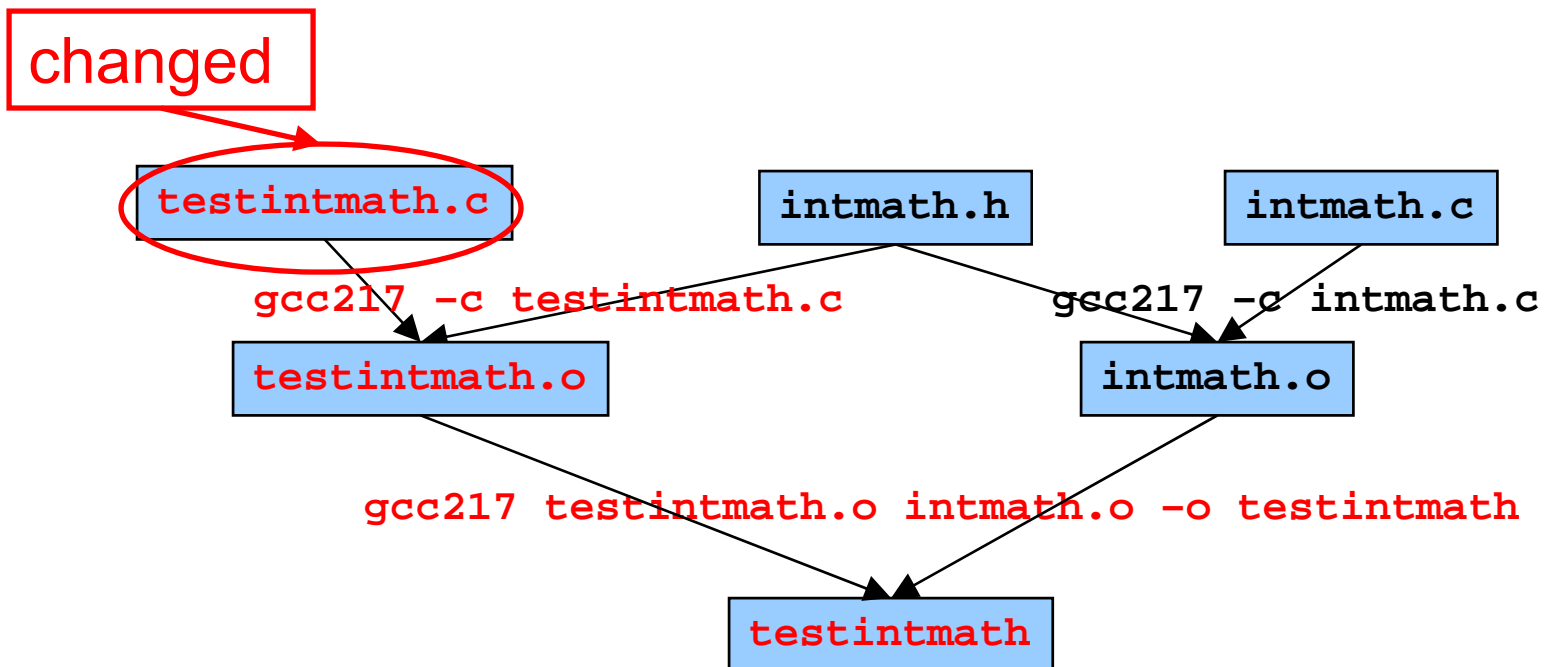 changed
testintmath.c
intmath.h
intmath.c
gcc217 –c testintmath.c
gcc217 –c intmath.c
testintmath.o
intmath.o
gcc217 testintmath.o intmath.o –o testintmath
testintmath